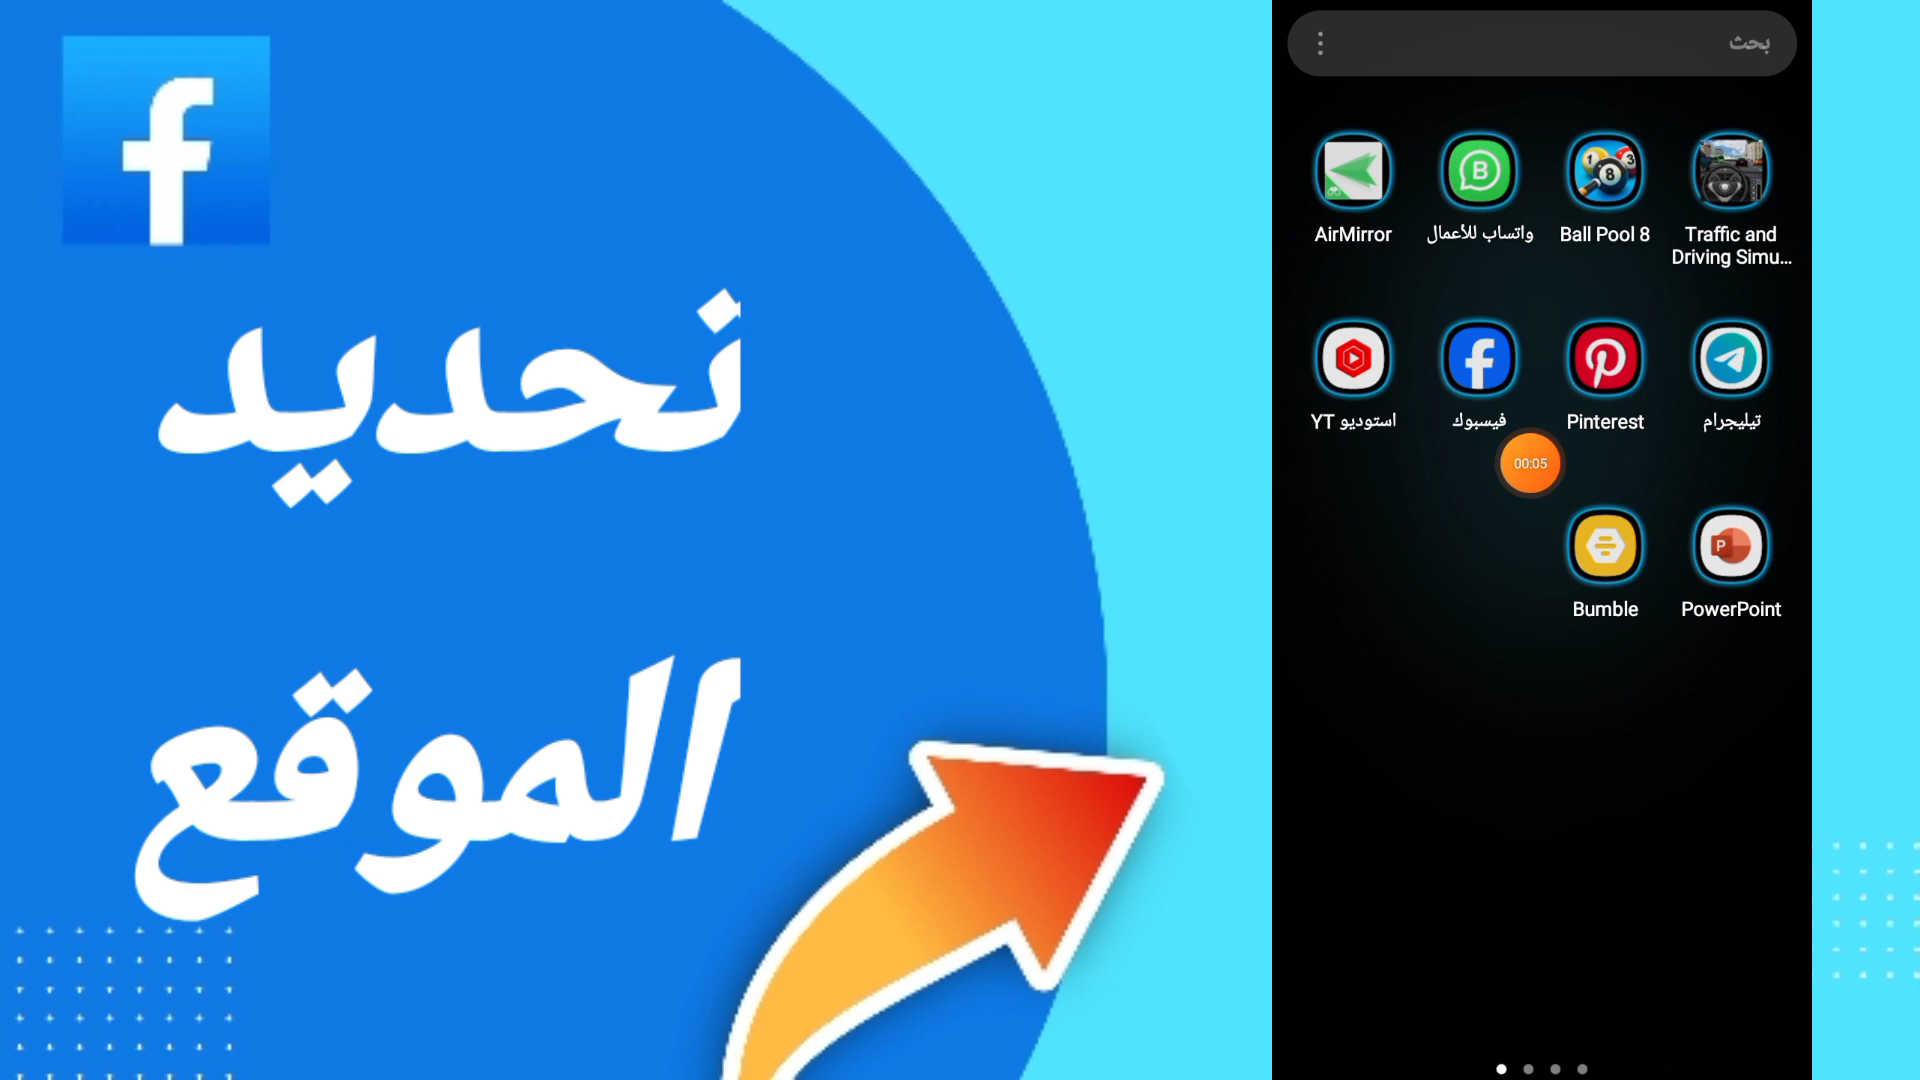 تحديد
الموقع
بحث
AirMirror
واتساب للأعمال
Ball Pool 8
Traffic and
Driving Simu...
استوديو YT
فيسبوك
Pinterest
تيليجرام
00:05
Bumble
PowerPoint